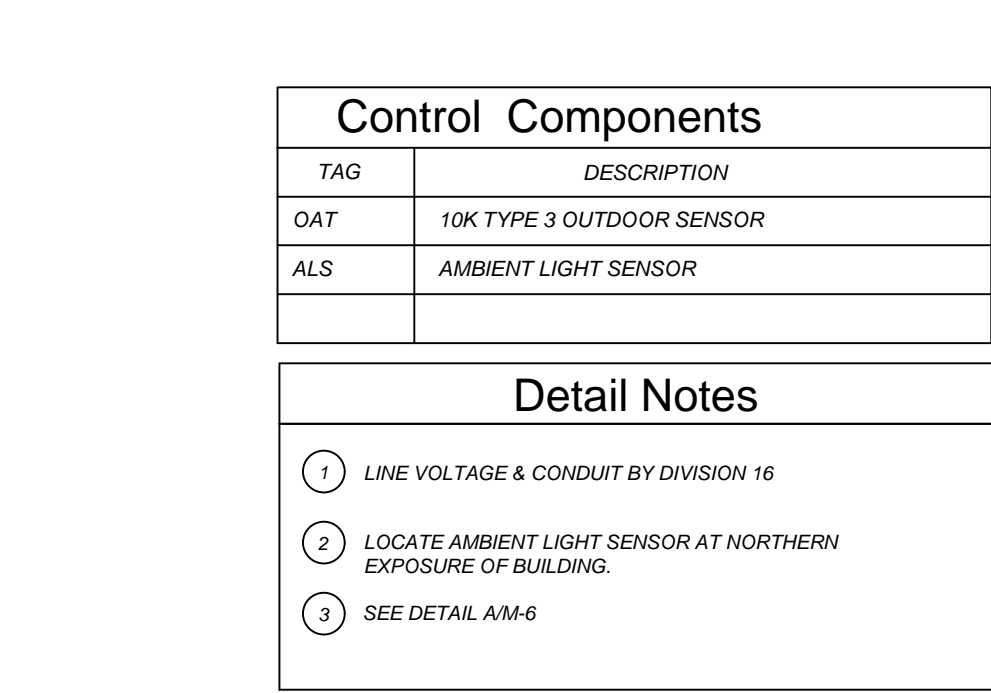 Control Components
TAG DESCRIPTION
OAT 10K TYPE 3 OUTDOOR SENSOR
ALS AMBIENT LIGHT SENSOR
Detail Notes
1 LINE VOLTAGE & CONDUIT BY DIVISION 16
2 LOCATE AMBIENT LIGHT SENSOR AT NORTHERN
EXPOSURE OF BUILDING.
3 SEE DETAIL A/M-6